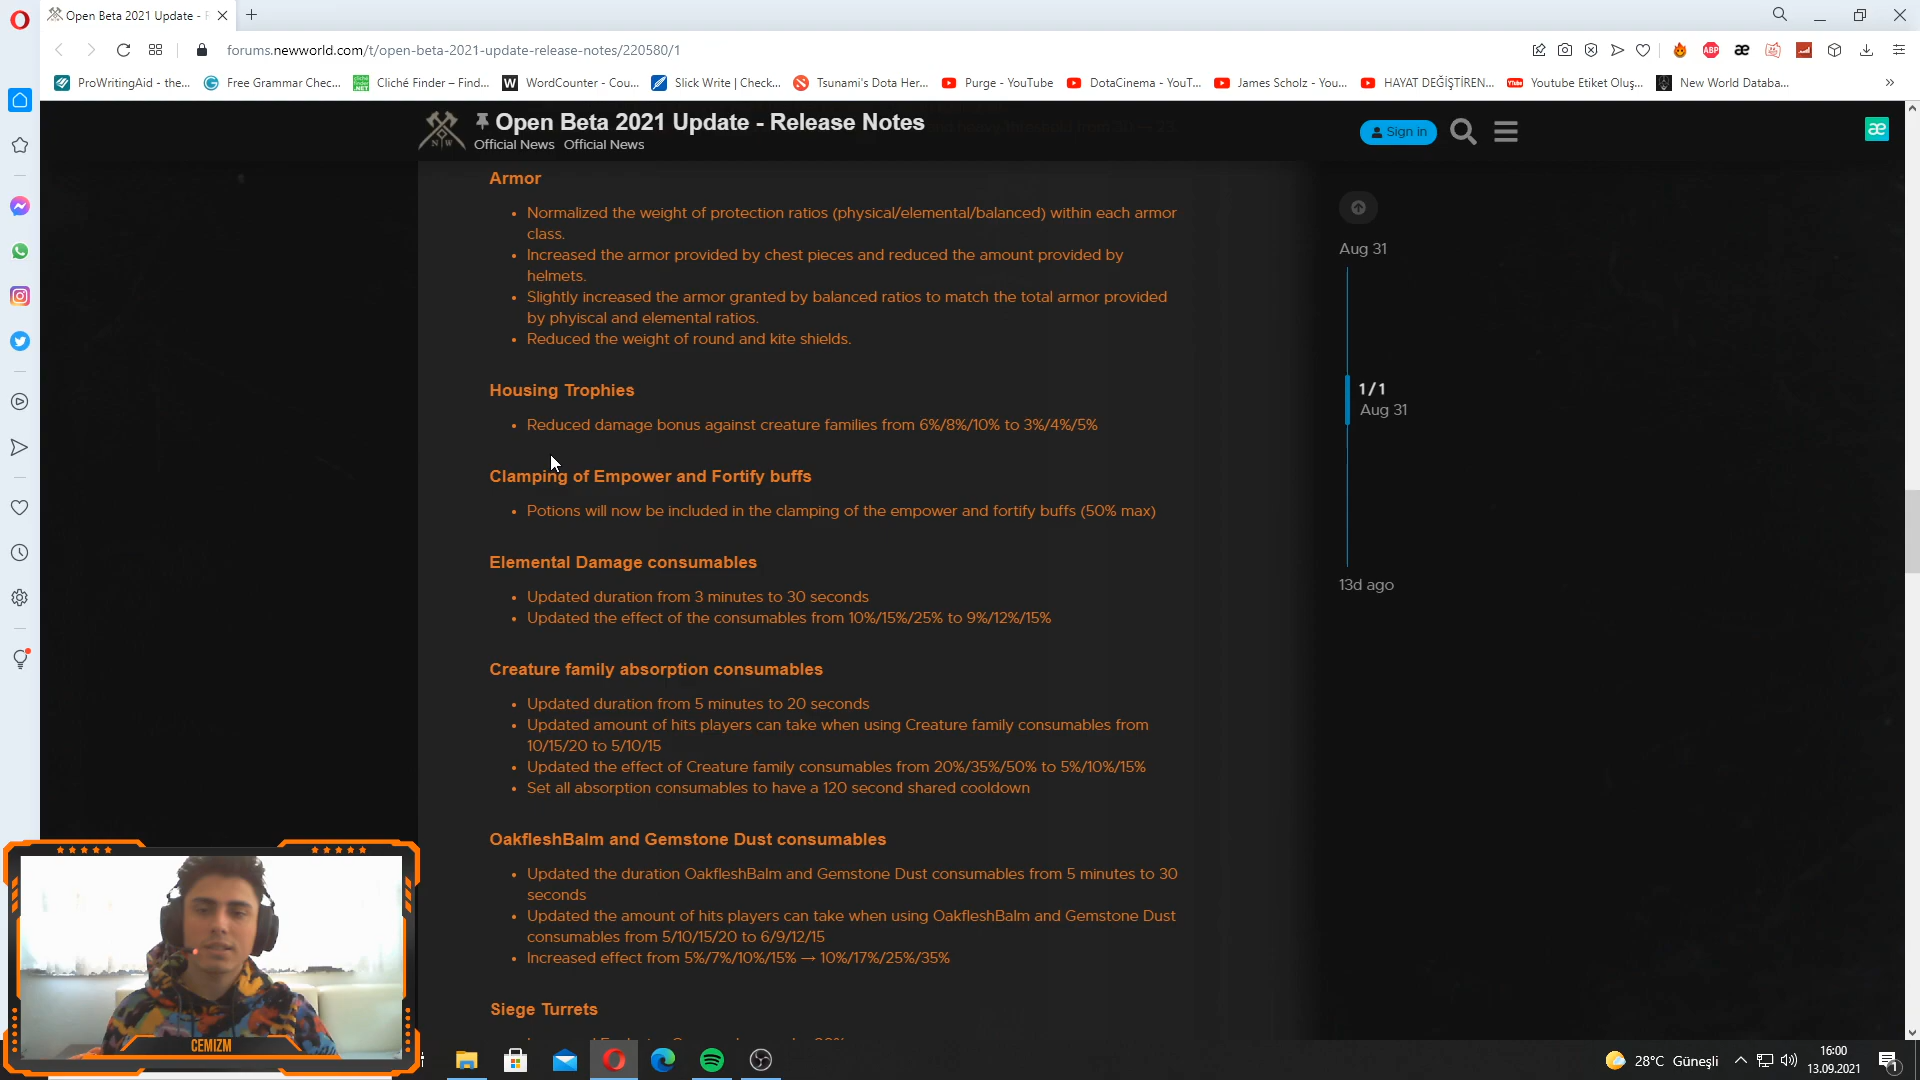 Open Beta 2021 Update -
forums.newworld.com/t/open-beta-2021-update-release-notes/220580/1
ABP
ProWritingAid - the... Free Grammar Chec... Cliché Finder – Find... WordCounter - Cou... Slick Write | Check... Tsunami's Dota Her... Purge - YouTube DotaCinema - YouT... James Scholz - You... HAYAT DEĞİŞTİREN... Youtube Etiket Oluş... New World Databa...
Open Beta 2021 Update - Release Notes
Official News Official News
Sign in
æ
Armor
• Normalized the weight of protection ratios (physical/elemental/balanced) within each armor
class.
• Increased the armor provided by chest pieces and reduced the amount provided by
helmets.
• Slightly increased the armor granted by balanced ratios to match the total armor provided
by phyiscal and elemental ratios.
• Reduced the weight of round and kite shields.
Housing Trophies
• Reduced damage bonus against creature families from 6%/8%/10% to 3%/4%/5%
Clamping of Empower and Fortify buffs
• Potions will now be included in the clamping of the empower and fortify buffs (50% max)
Elemental Damage consumables
• Updated duration from 3 minutes to 30 seconds
• Updated the effect of the consumables from 10%/15%/25% to 9%/12%/15%
Creature family absorption consumables
• Updated duration from 5 minutes to 20 seconds
• Updated amount of hits players can take when using Creature family consumables from
10/15/20 to 5/10/15
• Updated the effect of Creature family consumables from 20%/35%/50% to 5%/10%/15%
• Set all absorption consumables to have a 120 second shared cooldown
OakfleshBalm and Gemstone Dust consumables
• Updated the duration OakfleshBalm and Gemstone Dust consumables from 5 minutes to 30
seconds
• Updated the amount of hits players can take when using OakfleshBalm and Gemstone Dust
consumables from 5/10/15/20 to 6/9/12/15
• Increased effect from 5%/7%/10%/15% → 10%/17%/25%/35%
Siege Turrets
Aug 31
1/1
Aug 31
13d ago
CEMIZM
28°C Güneşli
16:00
13.09.2021
1